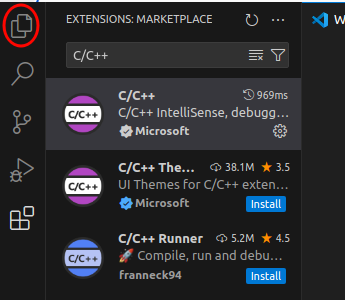 EXTENSIONS: MARKETPLACE
W
C/C++
C/C++ 969ms
C/C++ IntelliSense, debugg...
Microsoft
C/C++
C/C++ The... 38.1M 3.5
UI Themes for C/C++ exten...
Microsoft Install
C/C++
C/C++ Runner 5.2M 4.5
🚀 Compile, run and debu...
franneck94 Install
C/C++